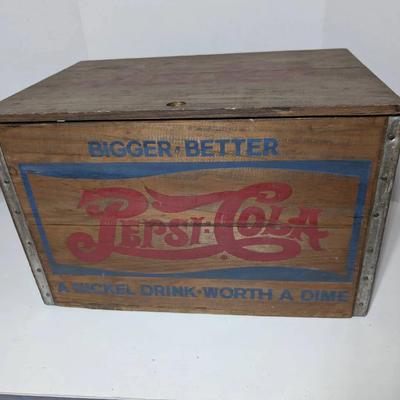 BIGGER · BETTER
PEPSI:COLA
A NICKEL DRINK · WORTH A DIME